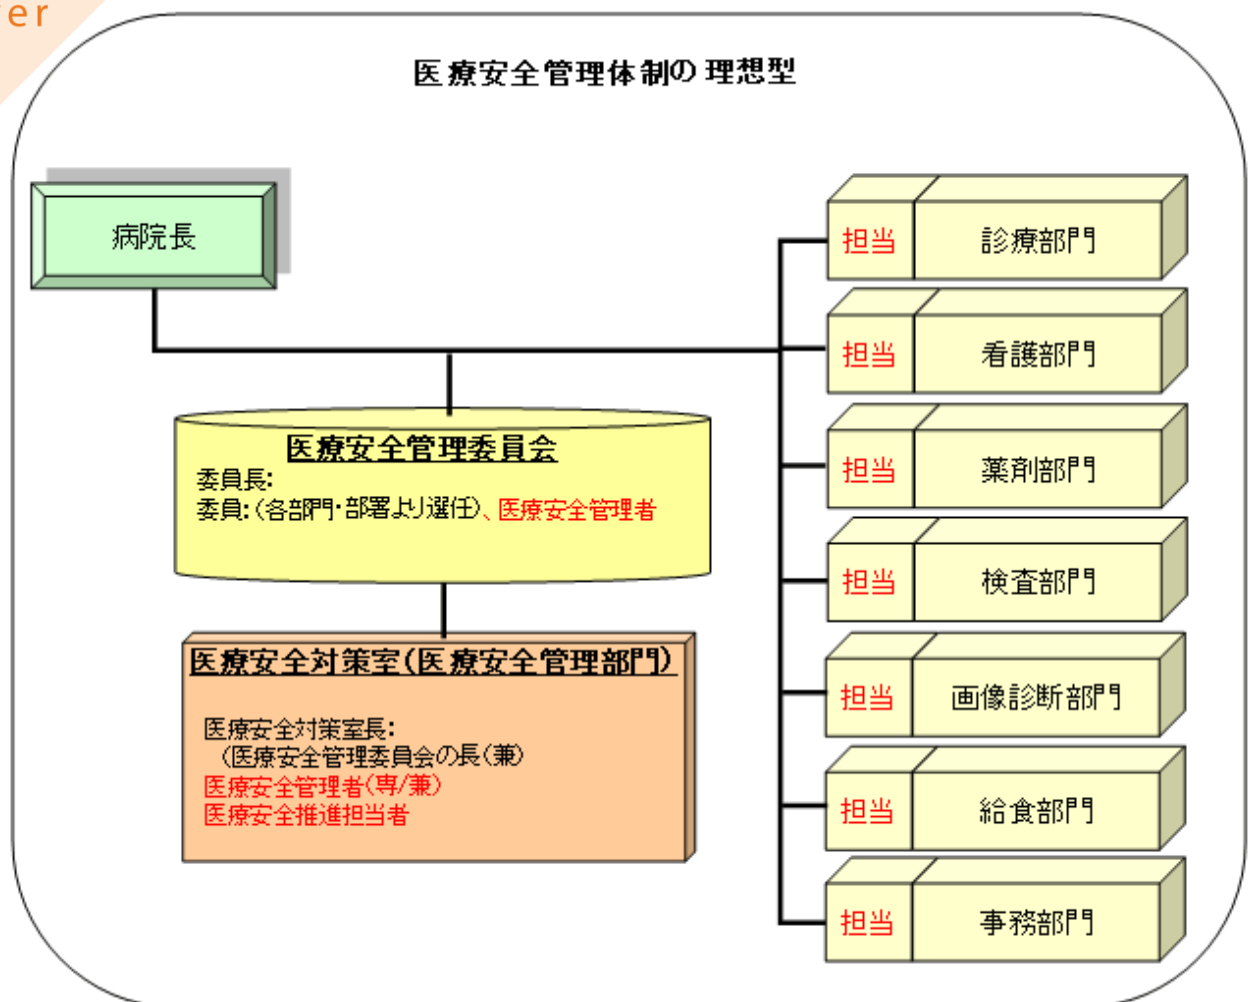 er
医療安全管理体制の理想型
病院長
医療安全管理委員会
委員長:
委員:(各部門・部署より選任)、医療安全管理者
医療安全対策室(医療安全管理部門)
医療安全対策室長:
(医療安全管理委員会の長(兼)
医療安全管理者(専/兼)
医療安全推進担当者
担当 診療部門
担当 看護部門
担当 薬剤部門
担当 検査部門
担当 画像診断部門
担当 給食部門
担当 事務部門